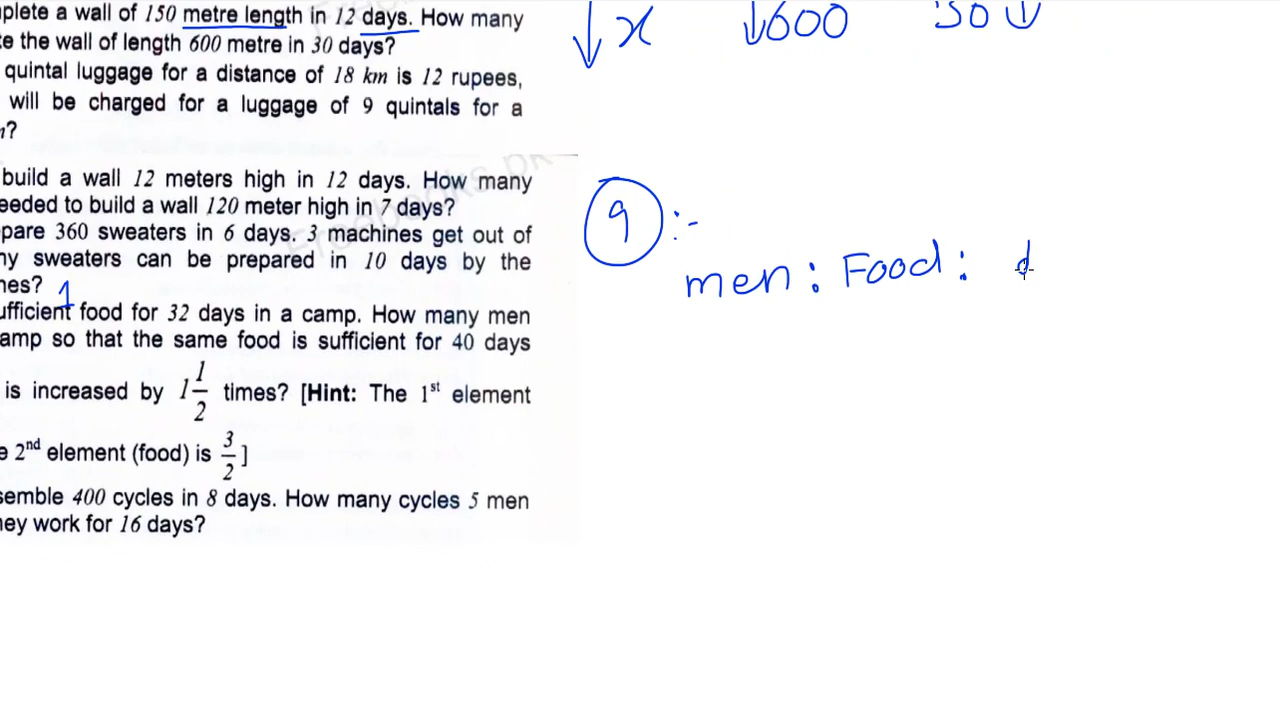 plete a wall of 150 metre length in 12 days. How many
e the wall of length 600 metre in 30 days?
quintal luggage for a distance of 18 km is 12 rupees,
will be charged for a luggage of 9 quintals for a
?
build a wall 12 meters high in 12 days. How many
eeded to build a wall 120 meter high in 7 days?
pare 360 sweaters in 6 days. 3 machines get out of
ny sweaters can be prepared in 10 days by the
nes? 1
ufficient food for 32 days in a camp. How many men
amp so that the same food is sufficient for 40 days
is increased by 1 1/2 times? [Hint: The 1st element
e 2nd element (food) is 3/2]
semble 400 cycles in 8 days. How many cycles 5 men
ney work for 16 days?
↓x ↓600 30↓
9 :-
men : Food : d